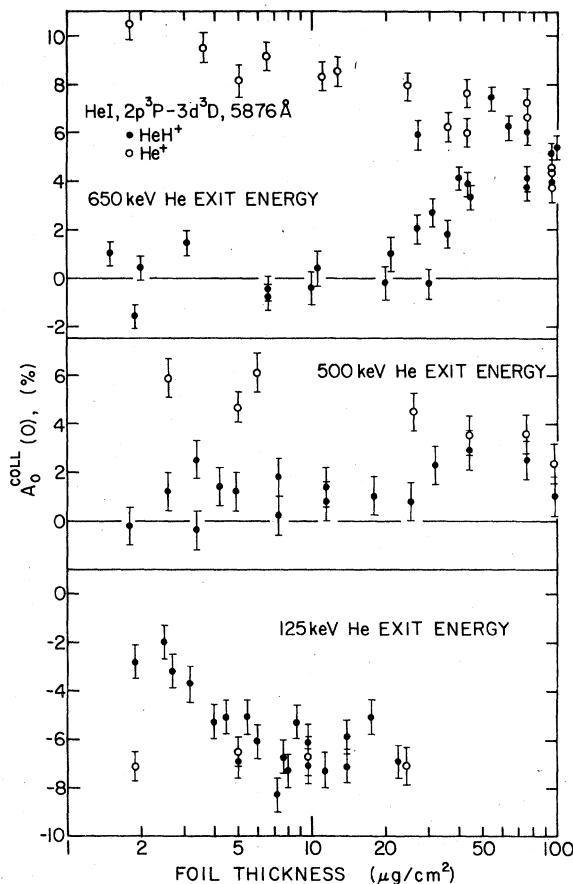 10
HeI, 2p³P-3d³D, 5876Å
● HeH⁺
○ He⁺
650 keV He EXIT ENERGY
8
6
4
2
0
-2
6
500 keV He EXIT ENERGY
4
2
0
A₀^COLL (0), (%)
0
125 keV He EXIT ENERGY
-2
-4
-6
-8
-10
1 2 5 10 20 50 100
FOIL THICKNESS (μg/cm²)